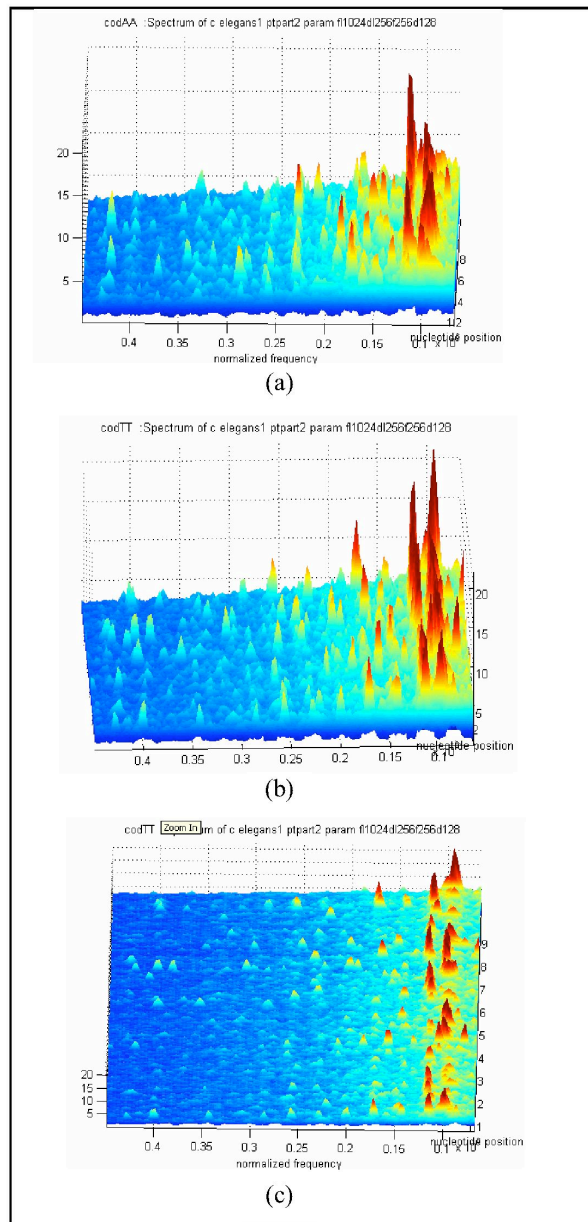 codAA :Spectrum of c elegans1 ptpart2 param fl1024dl256f256d128
20
15
10
5
8
6
4
1 2
0.4 0.35 0.3 0.25 0.2 0.15 0.1
nucleotide position
normalized frequency
(a)
codTT :Spectrum of c elegans1 ptpart2 param fl1024dl256f256d128
20
15
10
5
2
nucleotide position
0.4 0.35 0.3 0.25 0.2 0.15 0.1
(b)
codTT Zoom In um of c elegans1 ptpart2 param fl1024dl256f256d128
9
8
7
6
5
4
3
2
1
20
15
10
5
nucleotide position
0.4 0.35 0.3 0.25 0.2 0.15 0.1
normalized frequency
(c)